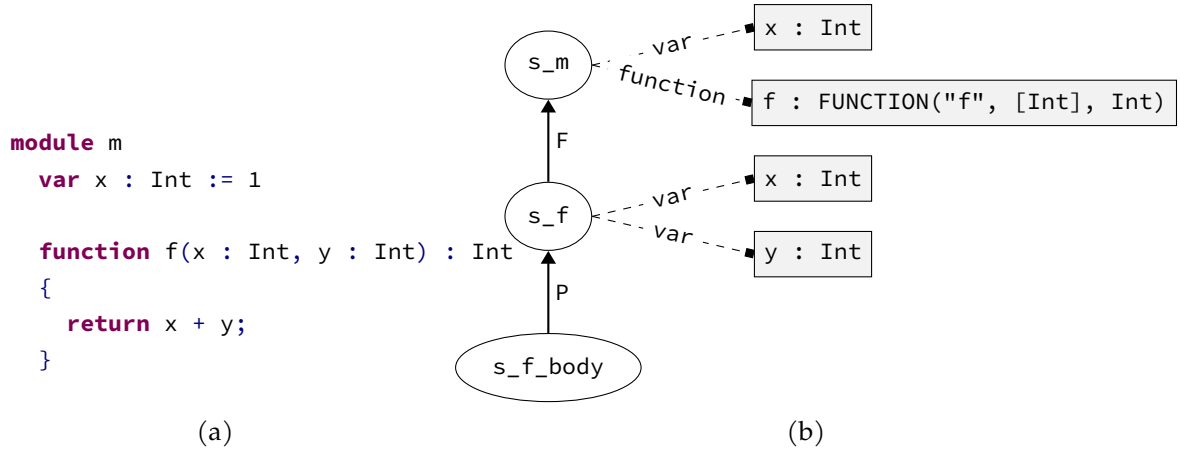 module m
var x : Int := 1
function f(x : Int, y : Int) : Int
{
return x + y;
}
(a)
s_m
var
x : Int
function
f : FUNCTION("f", [Int], Int)
F
s_f
var
x : Int
var
y : Int
P
s_f_body
(b)